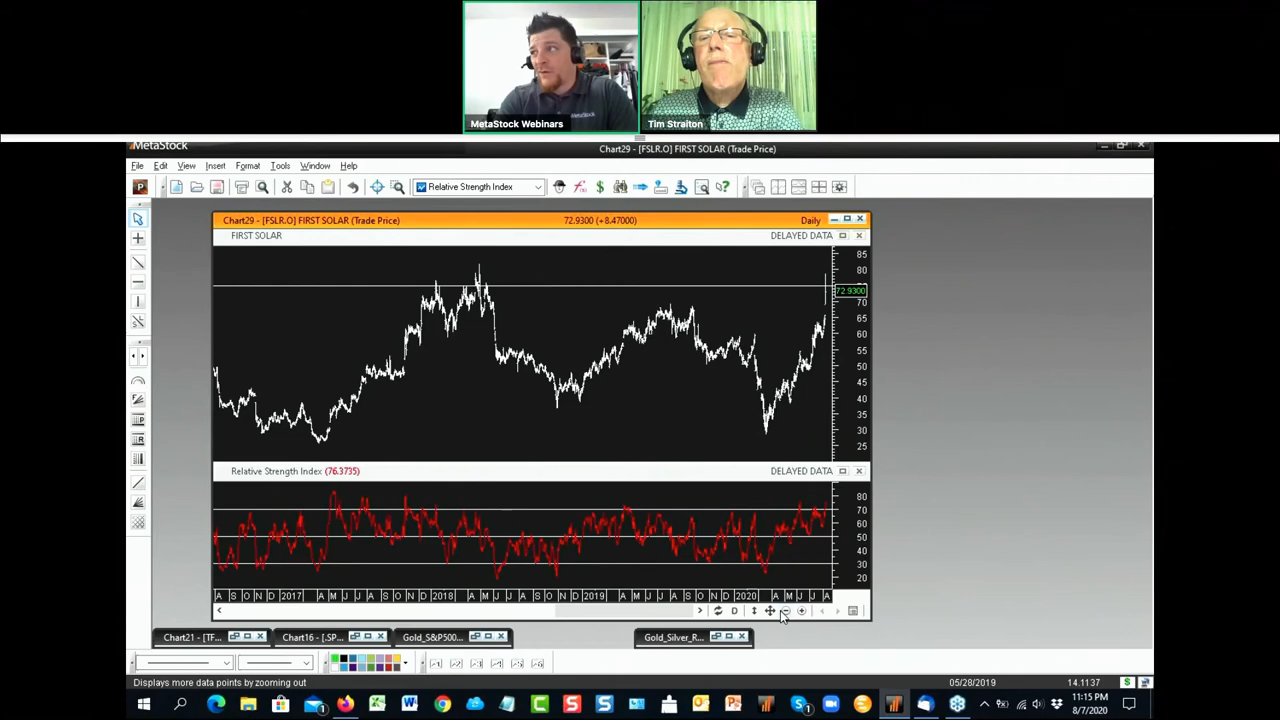 MetaStock Webinars
Tim Straiton
MetaStock
Chart29 - [FSLR.O] FIRST SOLAR (Trade Price)
File Edit View Insert Format Tools Window Help
Relative Strength Index
Chart29 - [FSLR.O] FIRST SOLAR (Trade Price) 72.9300 (+8.47000) Daily
FIRST SOLAR DELAYED DATA
85
80
72.9300
70
65
60
55
50
45
40
35
30
25
Relative Strength Index (76.3735) DELAYED DATA
80
70
60
50
40
30
20
A S O N D 2017 A M J J A S O N D 2018 A M J J A S O N D 2019 A M J J A S O N D 2020 A M J J A
D
Chart21 - [TF... Chart16 - [.SP... Gold_S&P500... Gold_Silver_R...
Displays more data points by zooming out 05/28/2019 14.1137
11:15 PM
8/7/2020